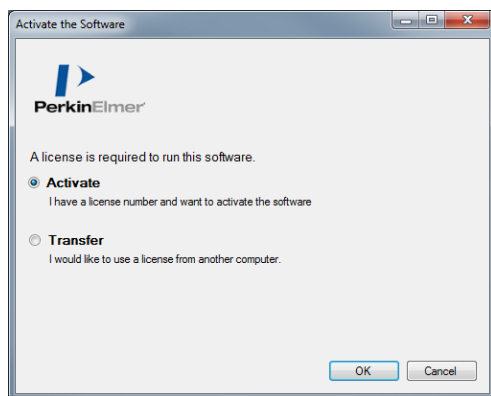 Activate the Software
PerkinElmer
A license is required to run this software.
Activate
I have a license number and want to activate the software
Transfer
I would like to use a license from another computer.
OK Cancel